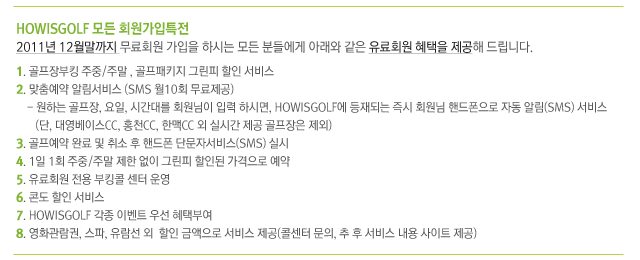 HOWISGOLF 모든 회원가입특전
2011년 12월말까지 무료회원 가입을 하시는 모든 분들에게 아래와 같은 유료회원 혜택을 제공해 드립니다.
1. 골프장부킹 주중/주말 , 골프패키지 그린피 할인 서비스
2. 맞춤예약 알림서비스 (SMS 월10회 무료제공)
- 원하는 골프장, 요일, 시간대를 회원님이 입력 하시면, HOWISGOLF에 등재되는 즉시 회원님 핸드폰으로 자동 알림(SMS) 서비스
(단, 대영베이스CC, 홍천CC, 한맥CC 외 실시간 제공 골프장은 제외)
3. 골프예약 완료 및 취소 후 핸드폰 단문자서비스(SMS) 실시
4. 1일 1회 주중/주말 제한 없이 그린피 할인된 가격으로 예약
5. 유료회원 전용 부킹콜 센터 운영
6. 콘도 할인 서비스
7. HOWISGOLF 각종 이벤트 우선 혜택부여
8. 영화관람권, 스파, 유람선 외 할인 금액으로 서비스 제공(콜센터 문의, 추 후 서비스 내용 사이트 제공)